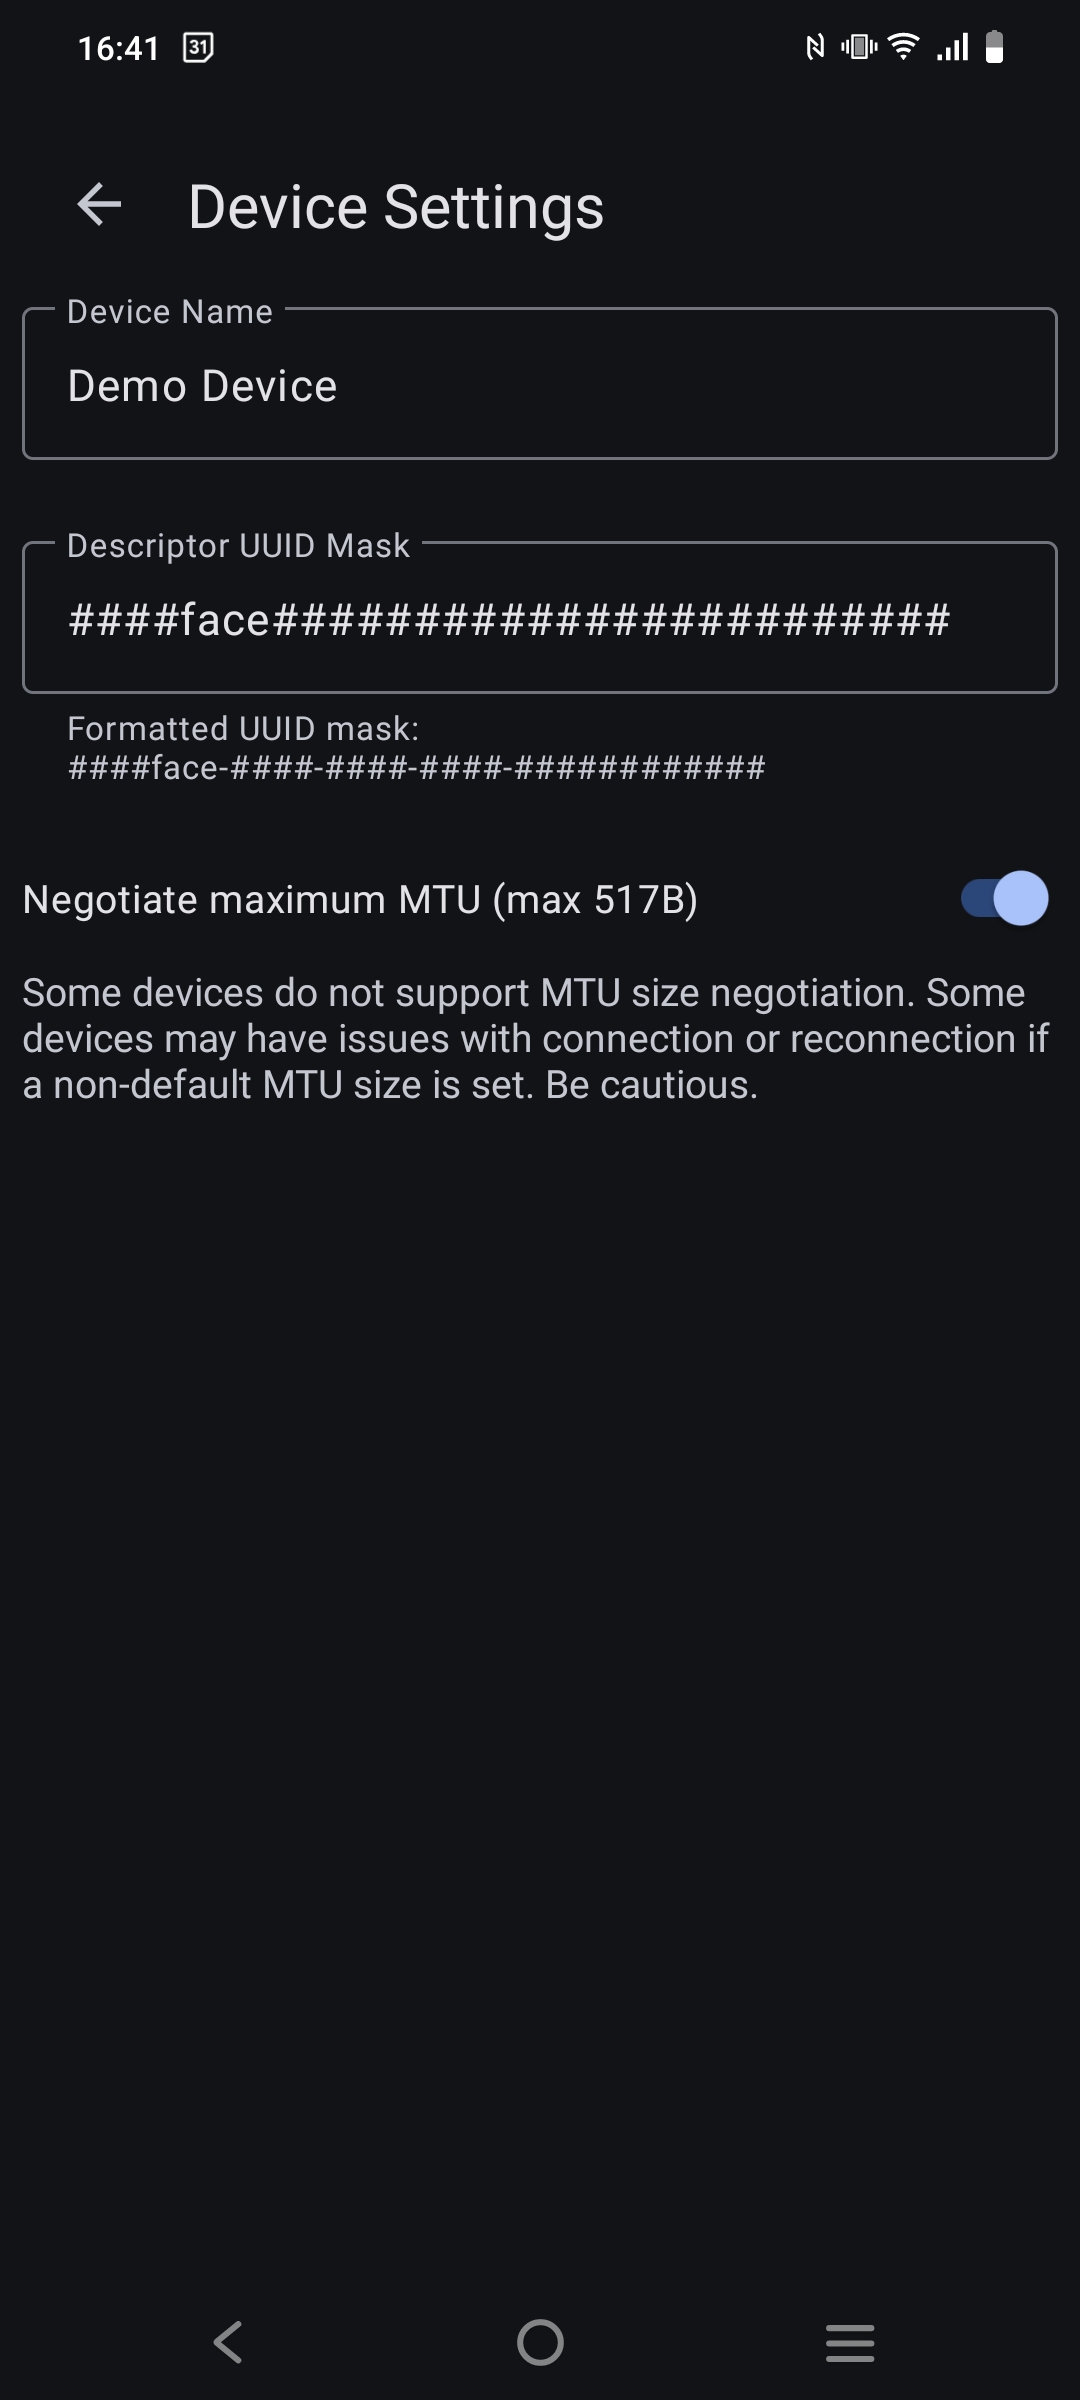 16:41 31
Device Settings
Device Name
Demo Device
Descriptor UUID Mask
####face########################
Formatted UUID mask:
####face-####-####-####-############
Negotiate maximum MTU (max 517B)
Some devices do not support MTU size negotiation. Some
devices may have issues with connection or reconnection if
a non-default MTU size is set. Be cautious.